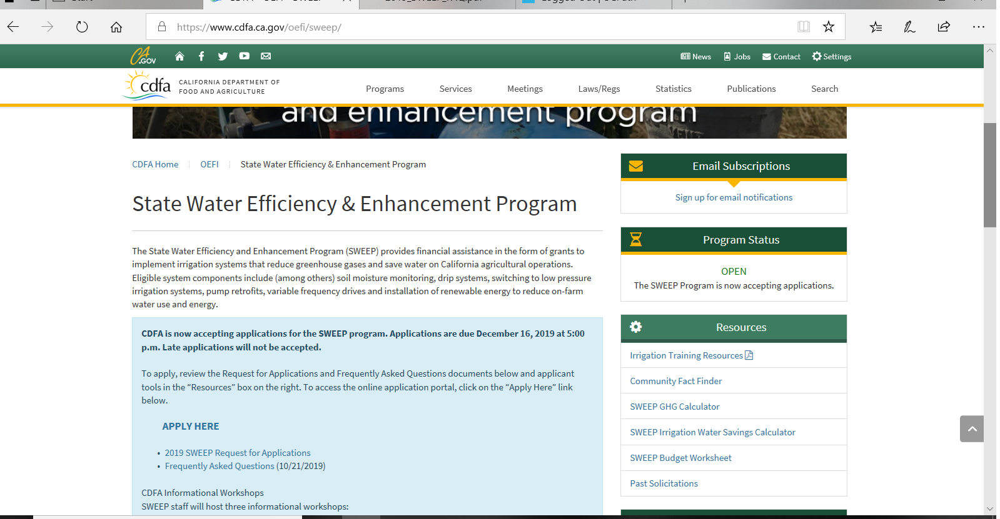 https://www.cdfa.ca.gov/oefi/sweep/
CA.GOV
News
Jobs
Contact
Settings
cdfa
CALIFORNIA DEPARTMENT OF
FOOD AND AGRICULTURE
Programs
Services
Meetings
Laws/Regs
Statistics
Publications
Search
and enhancement program
CDFA Home
OEFI
State Water Efficiency & Enhancement Program
State Water Efficiency & Enhancement Program
The State Water Efficiency and Enhancement Program (SWEEP) provides financial assistance in the form of grants to
implement irrigation systems that reduce greenhouse gases and save water on California agricultural operations.
Eligible system components include (among others) soil moisture monitoring, drip systems, switching to low pressure
irrigation systems, pump retrofits, variable frequency drives and installation of renewable energy to reduce on-farm
water use and energy.
CDFA is now accepting applications for the SWEEP program. Applications are due December 16, 2019 at 5:00
p.m. Late applications will not be accepted.
To apply, review the Request for Applications and Frequently Asked Questions documents below and applicant
tools in the “Resources” box on the right. To access the online application portal, click on the “Apply Here” link
below.
APPLY HERE
• 2019 SWEEP Request for Applications
• Frequently Asked Questions (10/21/2019)
CDFA Informational Workshops
SWEEP staff will host three informational workshops:
Email Subscriptions
Sign up for email notifications
Program Status
OPEN
The SWEEP Program is now accepting applications.
Resources
Irrigation Training Resources
Community Fact Finder
SWEEP GHG Calculator
SWEEP Irrigation Water Savings Calculator
SWEEP Budget Worksheet
Past Solicitations